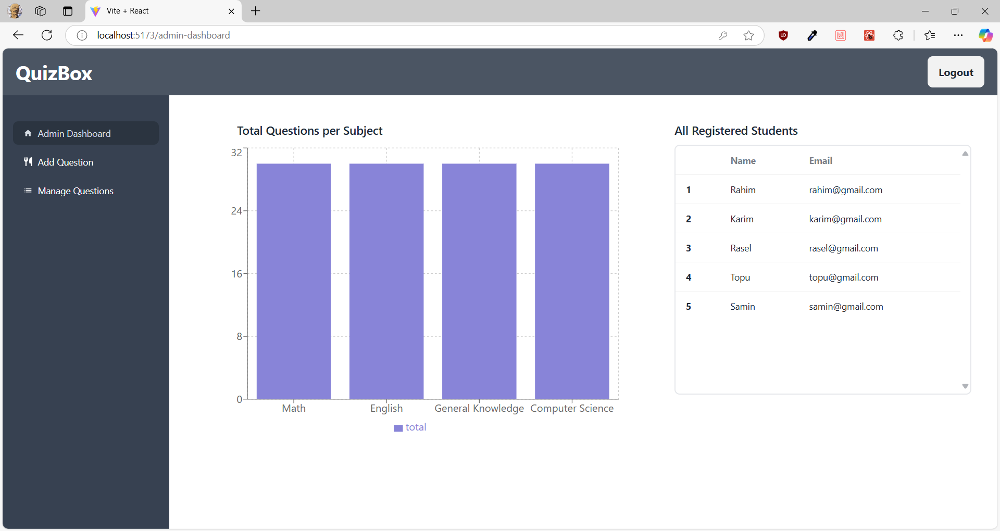 Vite + React
localhost:5173/admin-dashboard
QuizBox
Logout
Admin Dashboard
Add Question
Manage Questions
Total Questions per Subject
32
24
16
8
0
Math English General Knowledge Computer Science
total
All Registered Students
Name Email
1 Rahim rahim@gmail.com
2 Karim karim@gmail.com
3 Rasel rasel@gmail.com
4 Topu topu@gmail.com
5 Samin samin@gmail.com